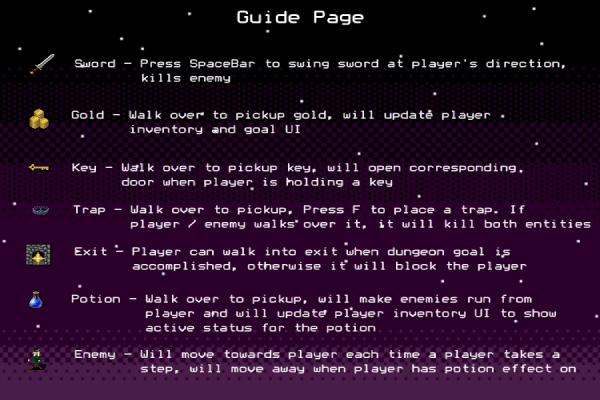 Guide Page
Sword - Press SpaceBar to swing sword at player's direction,
kills enemy
Gold - Walk over to pickup gold, will update player
inventory and goal UI
Key - Walk over to pickup key, will open corresponding
door when player is holding a key
Trap - Walk over to pickup, Press F to place a trap. If
player / enemy walks over it, it will kill both entities
Exit - Player can walk into exit when dungeon goal is
accomplished, otherwise it will block the player
Potion - Walk over to pickup, will make enemies run from
player and will update player inventory UI to show
active status for the potion
Enemy - Will move towards player each time a player takes a
step, will move away when player has potion effect on